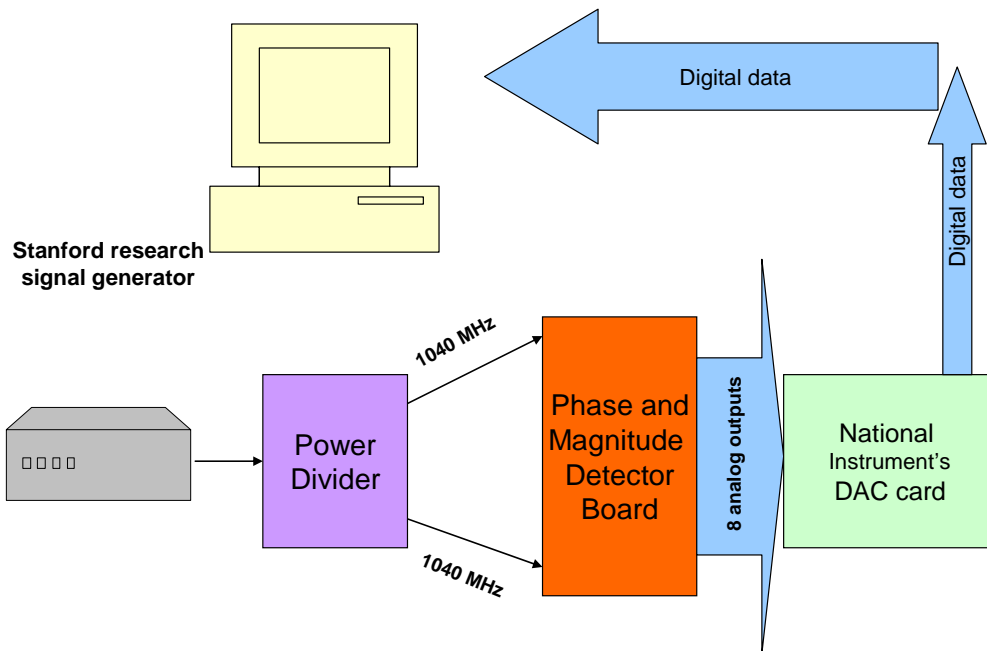 Digital data
Digital data
Stanford research
signal generator
1040 MHz
Power
Divider
1040 MHz
Phase and
Magnitude
Detector
Board
8 analog outputs
National
Instrument's
DAC card